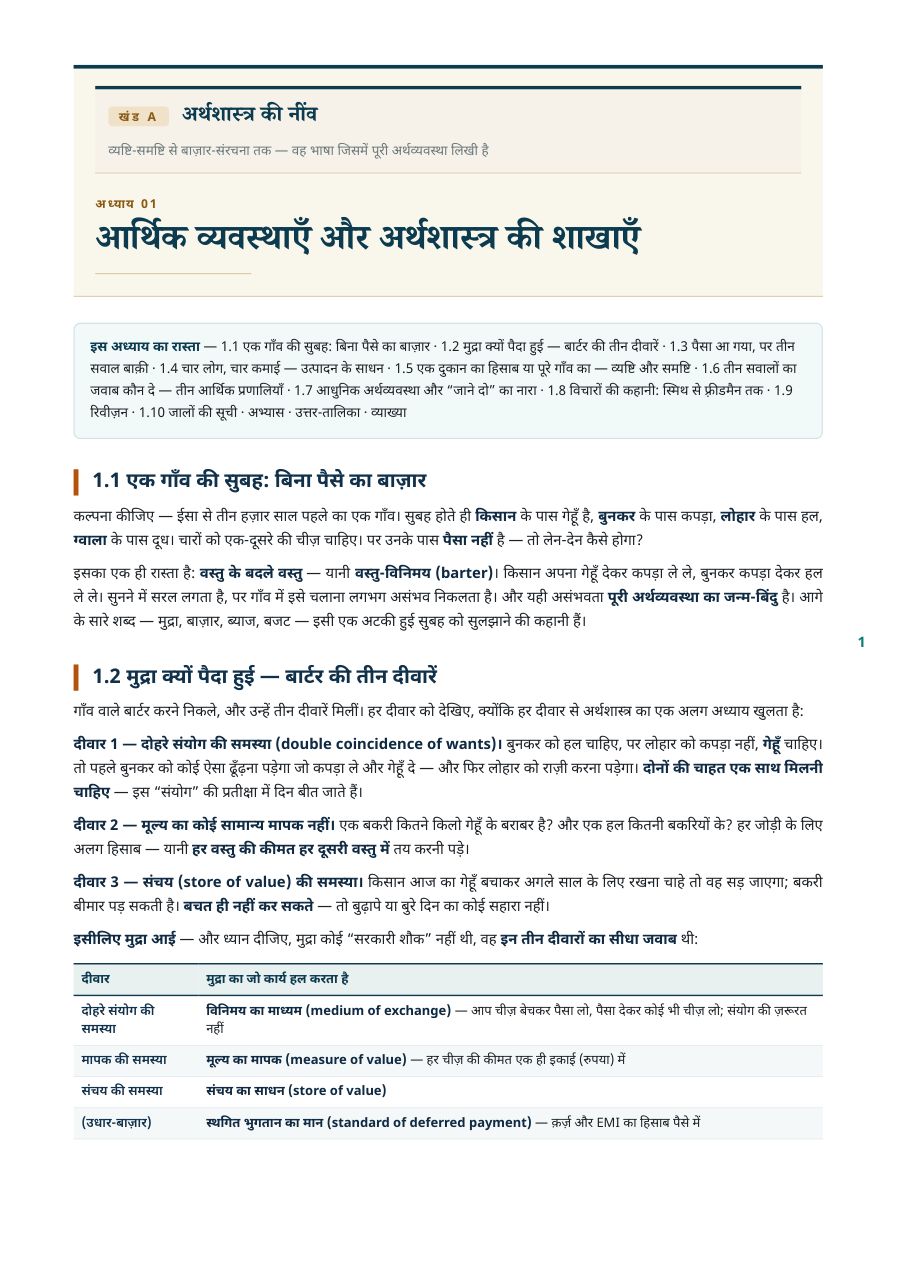 खंड A अर्थशास्त्र की नींव
व्यष्टि-समष्टि से बाज़ार-संरचना तक — वह भाषा जिसमें पूरी अर्थव्यवस्था लिखी है
अध्याय 01
आर्थिक व्यवस्थाएँ और अर्थशास्त्र की शाखाएँ
इस अध्याय का रास्ता — 1.1 एक गाँव की सुबह: बिना पैसे का बाज़ार · 1.2 मुद्रा क्यों पैदा हुई — बार्टर की तीन दीवारें · 1.3 पैसा आ गया, पर तीन
सवाल बाक़ी · 1.4 चार लोग, चार कमाई — उत्पादन के साधन · 1.5 एक दुकान का हिसाब या पूरे गाँव का — व्यष्टि और समष्टि · 1.6 तीन सवालों का
जवाब कौन दे — तीन आर्थिक प्रणालियाँ · 1.7 आधुनिक अर्थव्यवस्था और “जाने दो” का नारा · 1.8 विचारों की कहानी: स्मिथ से फ़्रीडमैन तक · 1.9
रिवीज़न · 1.10 जालों की सूची · अभ्यास · उत्तर-तालिका · व्याख्या
1.1 एक गाँव की सुबह: बिना पैसे का बाज़ार
कल्पना कीजिए — ईसा से तीन हज़ार साल पहले का एक गाँव। सुबह होते ही किसान के पास गेहूँ है, बुनकर के पास कपड़ा, लोहार के पास हल,
ग्वाला के पास दूध। चारों को एक-दूसरे की चीज़ चाहिए। पर उनके पास पैसा नहीं है — तो लेन-देन कैसे होगा?
इसका एक ही रास्ता है: वस्तु के बदले वस्तु — यानी वस्तु-विनिमय (barter)। किसान अपना गेहूँ देकर कपड़ा ले ले, बुनकर कपड़ा देकर हल
ले ले। सुनने में सरल लगता है, पर गाँव में इसे चलाना लगभग असंभव निकलता है। और यही असंभवता पूरी अर्थव्यवस्था का जन्म-बिंदु है। आगे
के सारे शब्द — मुद्रा, बाज़ार, ब्याज, बजट — इसी एक अटकी हुई सुबह को सुलझाने की कहानी हैं।
1
1.2 मुद्रा क्यों पैदा हुई — बार्टर की तीन दीवारें
गाँव वाले बार्टर करने निकले, और उन्हें तीन दीवारें मिलीं। हर दीवार को देखिए, क्योंकि हर दीवार से अर्थशास्त्र का एक अलग अध्याय खुलता है:
दीवार 1 — दोहरे संयोग की समस्या (double coincidence of wants)। बुनकर को हल चाहिए, पर लोहार को कपड़ा नहीं, गेहूँ चाहिए।
तो पहले बुनकर को कोई ऐसा ढूँढ़ना पड़ेगा जो कपड़ा ले और गेहूँ दे — और फिर लोहार को राज़ी करना पड़ेगा। दोनों की चाहत एक साथ मिलनी
चाहिए — इस “संयोग” की प्रतीक्षा में दिन बीत जाते हैं।
दीवार 2 — मूल्य का कोई सामान्य मापक नहीं। एक बकरी कितने किलो गेहूँ के बराबर है? और एक हल कितनी बकरियों के? हर जोड़ी के लिए
अलग हिसाब — यानी हर वस्तु की कीमत हर दूसरी वस्तु में तय करनी पड़े।
दीवार 3 — संचय (store of value) की समस्या। किसान आज का गेहूँ बचाकर अगले साल के लिए रखना चाहे तो वह सड़ जाएगा; बकरी
बीमार पड़ सकती है। बचत ही नहीं कर सकते — तो बुढ़ापे या बुरे दिन का कोई सहारा नहीं।
इसीलिए मुद्रा आई — और ध्यान दीजिए, मुद्रा कोई “सरकारी शौक” नहीं थी, वह इन तीन दीवारों का सीधा जवाब थी:
दीवार मुद्रा का जो कार्य हल करता है
दोहरे संयोग की विनिमय का माध्यम (medium of exchange) — आप चीज़ बेचकर पैसा लो, पैसा देकर कोई भी चीज़ लो; संयोग की ज़रूरत
समस्या नहीं
मापक की समस्या मूल्य का मापक (measure of value) — हर चीज़ की कीमत एक ही इकाई (रुपया) में
संचय की समस्या संचय का साधन (store of value)
(उधार-बाज़ार) स्थगित भुगतान का मान (standard of deferred payment) — क़र्ज़ और EMI का हिसाब पैसे में